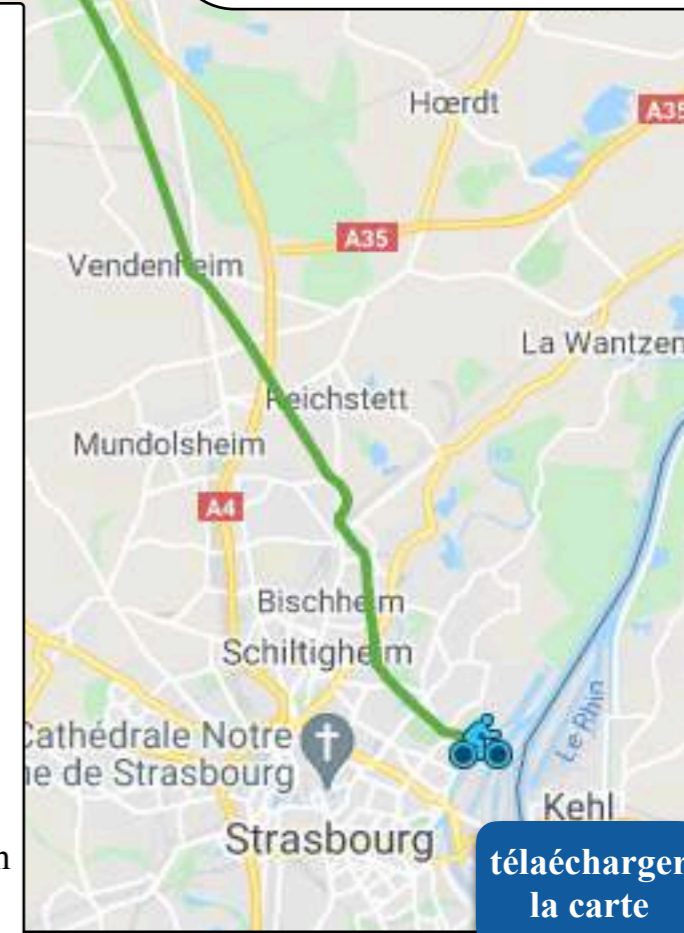 Hœrdt
A35
A35
Vendenheim
La Wantzen
Reichstett
Mundolsheim
A4
Bischheim
Schiltigheim
Le Rhin
Cathédrale Notre
ne de Strasbourg
Kehl
Strasbourg
n
télaécharger
la carte